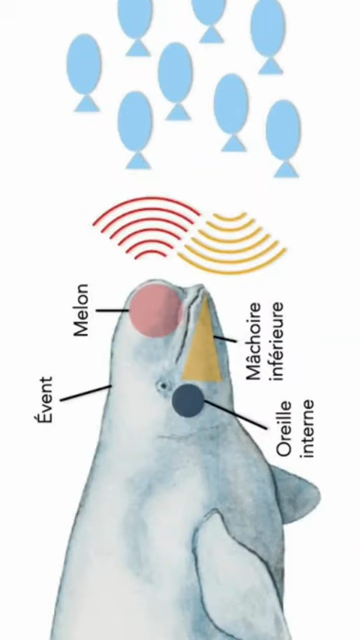 Évent
Melon
Mâchoire
inférieure
Oreille
interne